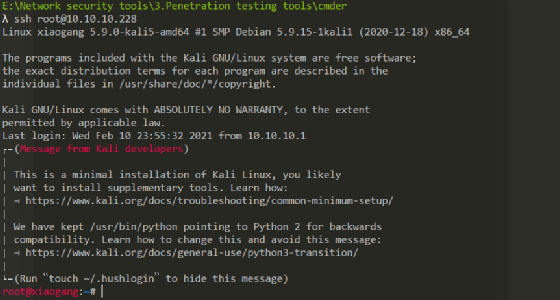 E:\Network security tools\3.Penetration testing tools\cmder
λ ssh root@10.10.10.228
Linux xiaogang 5.9.0-kali5-amd64 #1 SMP Debian 5.9.15-1kali1 (2020-12-18) x86_64
The programs included with the Kali GNU/Linux system are free software;
the exact distribution terms for each program are described in the
individual files in /usr/share/doc/*/copyright.
Kali GNU/Linux comes with ABSOLUTELY NO WARRANTY, to the extent
permitted by applicable law.
Last login: Wed Feb 10 23:55:32 2021 from 10.10.10.1
┌─(Message from Kali developers)
│
│ This is a minimal installation of Kali Linux, you likely
│ want to install supplementary tools. Learn how:
│ ⇒ https://www.kali.org/docs/troubleshooting/common-minimum-setup/
│
│ We have kept /usr/bin/python pointing to Python 2 for backwards
│ compatibility. Learn how to change this and avoid this message:
│ ⇒ https://www.kali.org/docs/general-use/python3-transition/
│
└─(Run “touch ~/.hushlogin” to hide this message)
root@xiaogang:~#